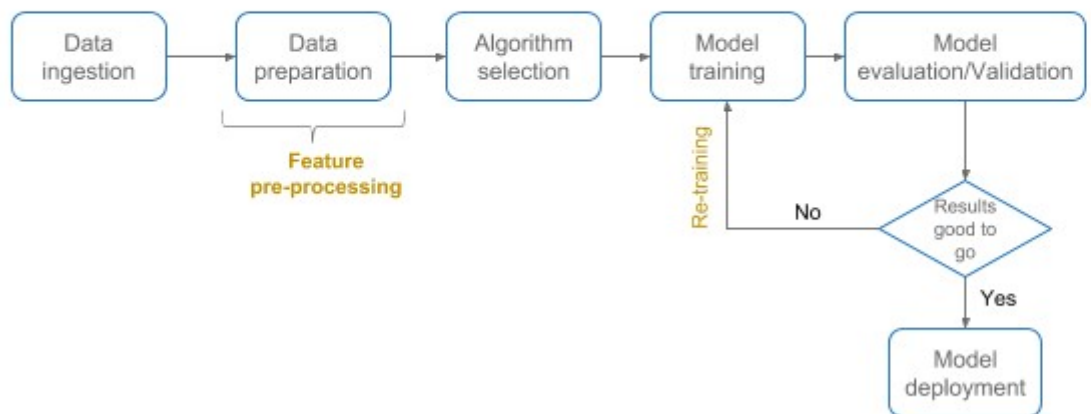 Data
ingestion
Data
preparation
Algorithm
selection
Model
training
Model
evaluation/Validation
Feature
pre-processing
Re-training
No
Results
good to
go
Yes
Model
deployment